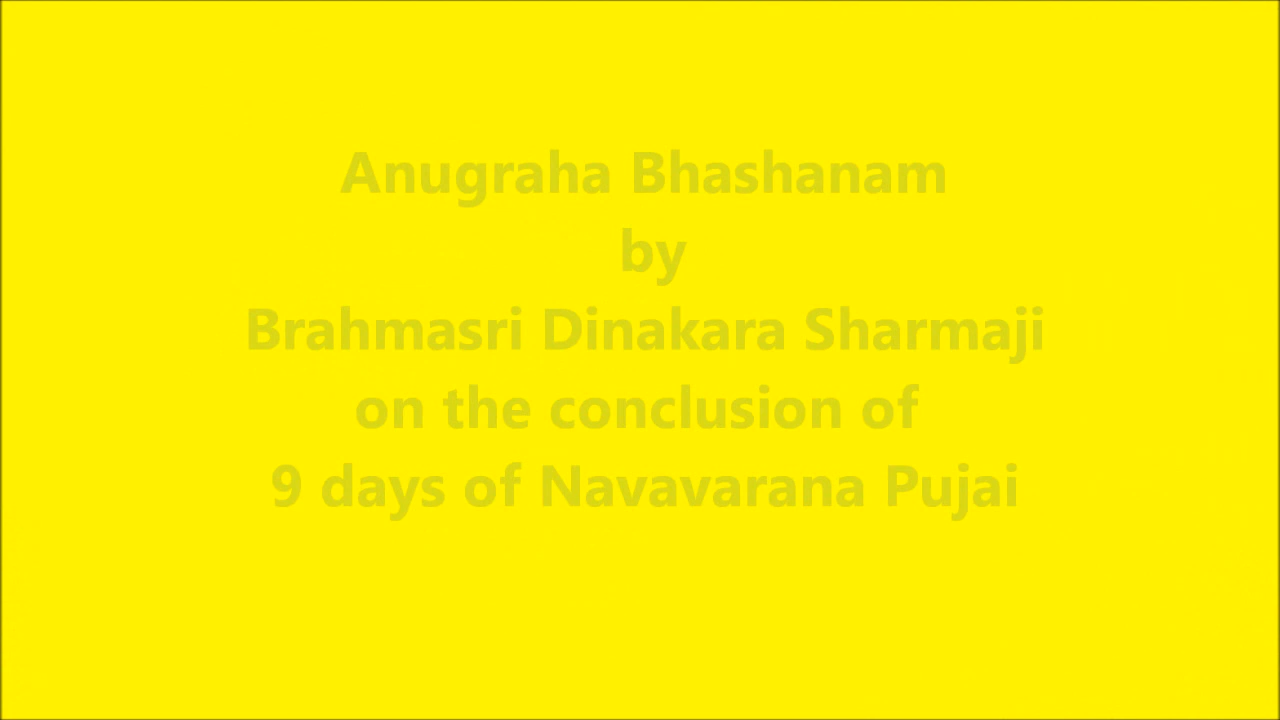 Anugraha Bhashanam
by
Brahmasri Dinakara Sharmaji
on the conclusion of
9 days of Navavarana Pujai